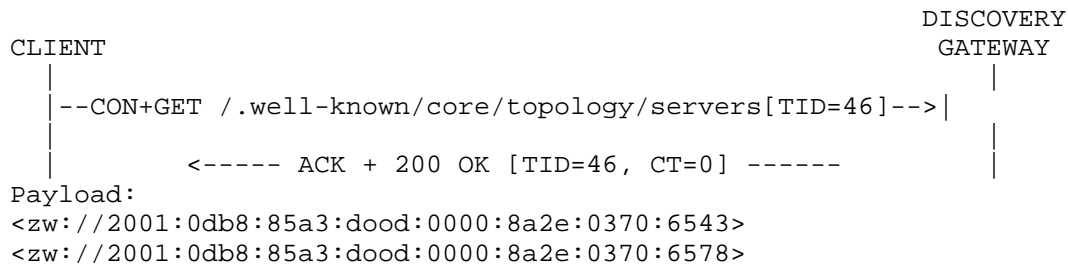 DISCOVERY
CLIENT GATEWAY
| |
|--CON+GET /.well-known/core/topology/servers[TID=46]-->|
| |
| <----- ACK + 200 OK [TID=46, CT=0] ------ |
Payload:
<zw://2001:0db8:85a3:dood:0000:8a2e:0370:6543>
<zw://2001:0db8:85a3:dood:0000:8a2e:0370:6578>